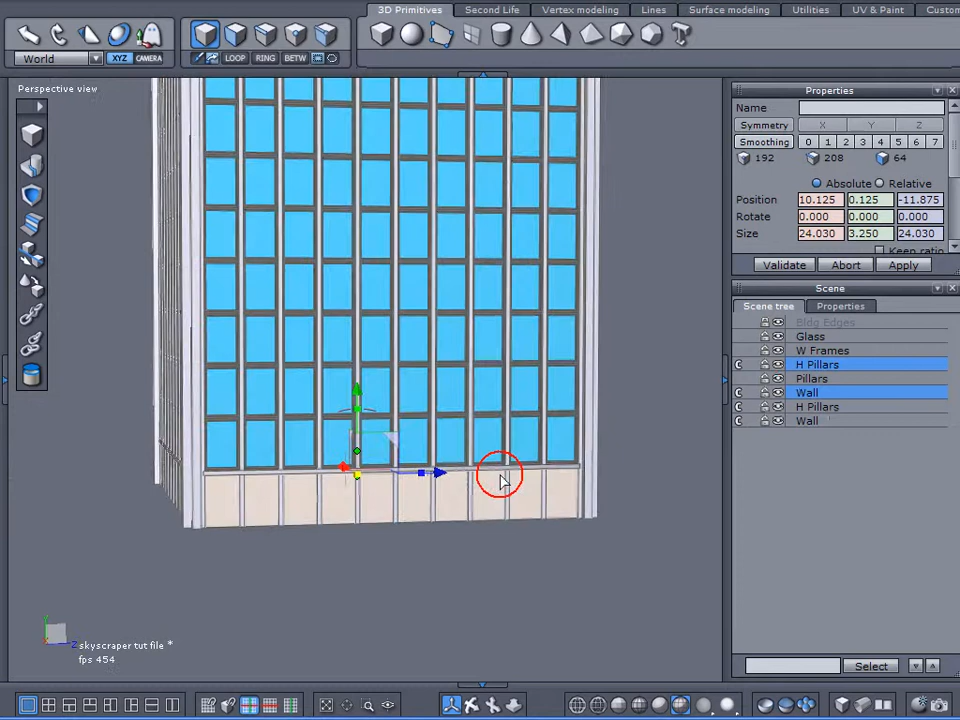 3D Primitives Second Life Vertex modeling Lines Surface modeling Utilities UV & Paint Custom
World XYZ CAMERA LOOP RING BETW
Perspective view
Properties
Name
Symmetry X Y Z
Smoothing 0 1 2 3 4 5 6 7
192 208 64
Absolute Relative
Position 10.125 0.125 -11.875
Rotate 0.000 0.000 0.000
Size 24.030 3.250 24.030
Keep ratio
Validate Abort Apply
Scene
Scene tree Properties
Bldg Edges
Glass
W Frames
C H Pillars
Pillars
C Wall
C H Pillars
C Wall
Y
Z
skyscraper tut file *
fps 454
Select